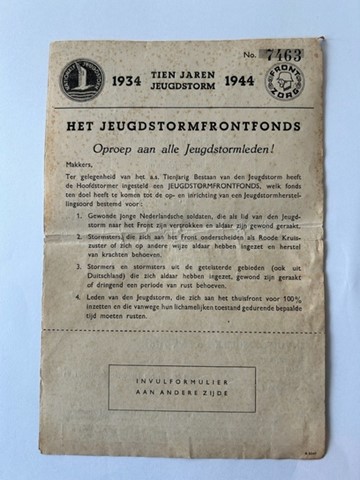 No. 7463
1934 TIEN JAREN JEUGDSTORM 1944
FRONT ZORG
HET JEUGDSTORMFRONTFONDS
Oproep aan alle Jeugdstormleden!
Makkers,
Ter gelegenheid van het a.s. Tienjarig Bestaan van den Jeugdstorm heeft
de Hoofdstormer ingesteld een JEUGDSTORMFRONTFONDS, welk fonds
ten doel heeft te komen tot de op- en inrichting van een Jeugdstormherstel-
lingsoord bestemd voor:
1. Gewonde jonge Nederlandsche soldaten, die als lid van den Jeugd-
storm naar het Front zijn vertrokken en aldaar zijn gewond geraakt.
2. Stormsters, die zich aan het Front onderscheiden als Roode Kruis-
zuster of zich op andere wijze aldaar hebben ingezet en herstel
van krachten behoeven.
3. Stormers en stormsters uit de geteisterde gebieden (ook uit
Duitschland) die zich aldaar hebben ingezet, gewond zijn geraakt
of dringend een periode van rust behoeven.
4. Leden van den Jeugdstorm, die zich aan het thuisfront voor 100%
inzetten en die vanwege hun lichamelijken toestand gedurende bepaalde
tijd moeten rusten.
INVULFORMULIER
AAN ANDERE ZIJDE